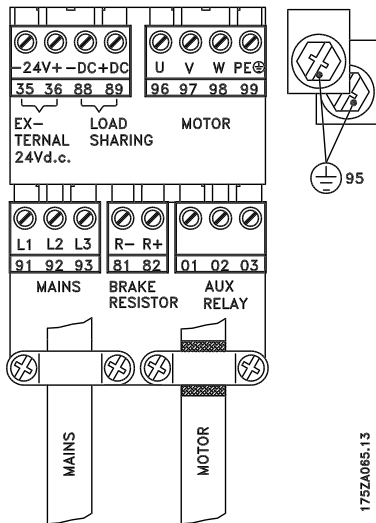 -24V+ -DC+DC
35 36 88 89
EX-
TERNAL
24Vd.c.
LOAD
SHARING
U V W PE
96 97 98 99
MOTOR
95
L1 L2 L3
91 92 93
MAINS
R- R+
81 82
BRAKE
RESISTOR
01 02 03
AUX
RELAY
MAINS
MOTOR
175ZA065.13